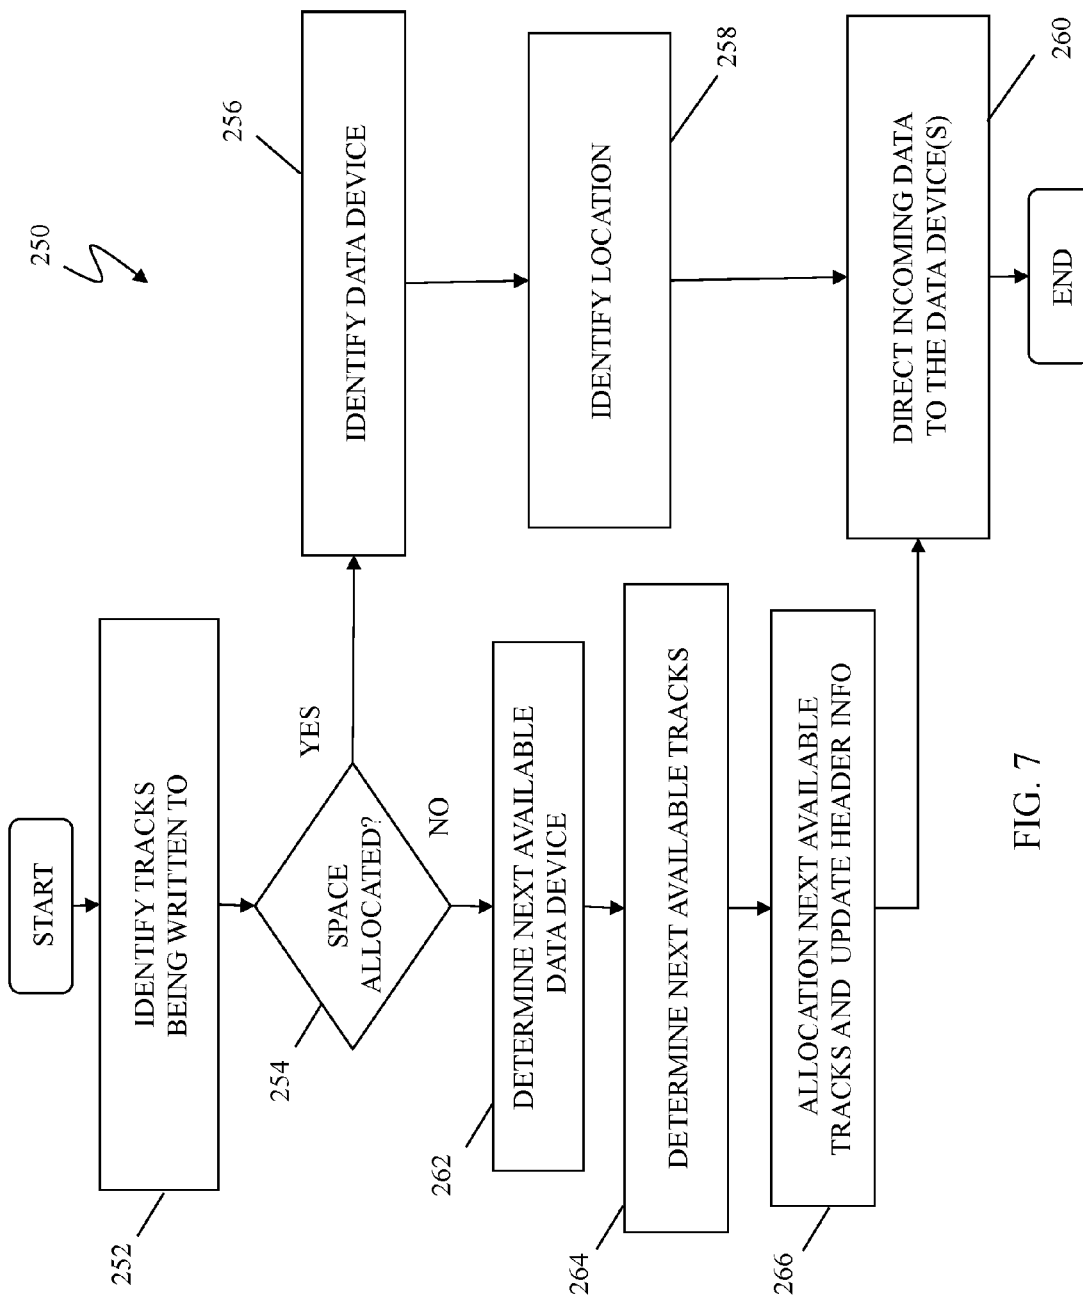 250
START
IDENTIFY TRACKS
BEING WRITTEN TO
252
SPACE
ALLOCATED?
254
YES
NO
IDENTIFY DATA DEVICE
256
IDENTIFY LOCATION
258
DIRECT INCOMING DATA
TO THE DATA DEVICE(S)
260
END
DETERMINE NEXT AVAILABLE
DATA DEVICE
262
DETERMINE NEXT AVAILABLE TRACKS
264
ALLOCATION NEXT AVAILABLE
TRACKS AND UPDATE HEADER INFO
266
FIG. 7